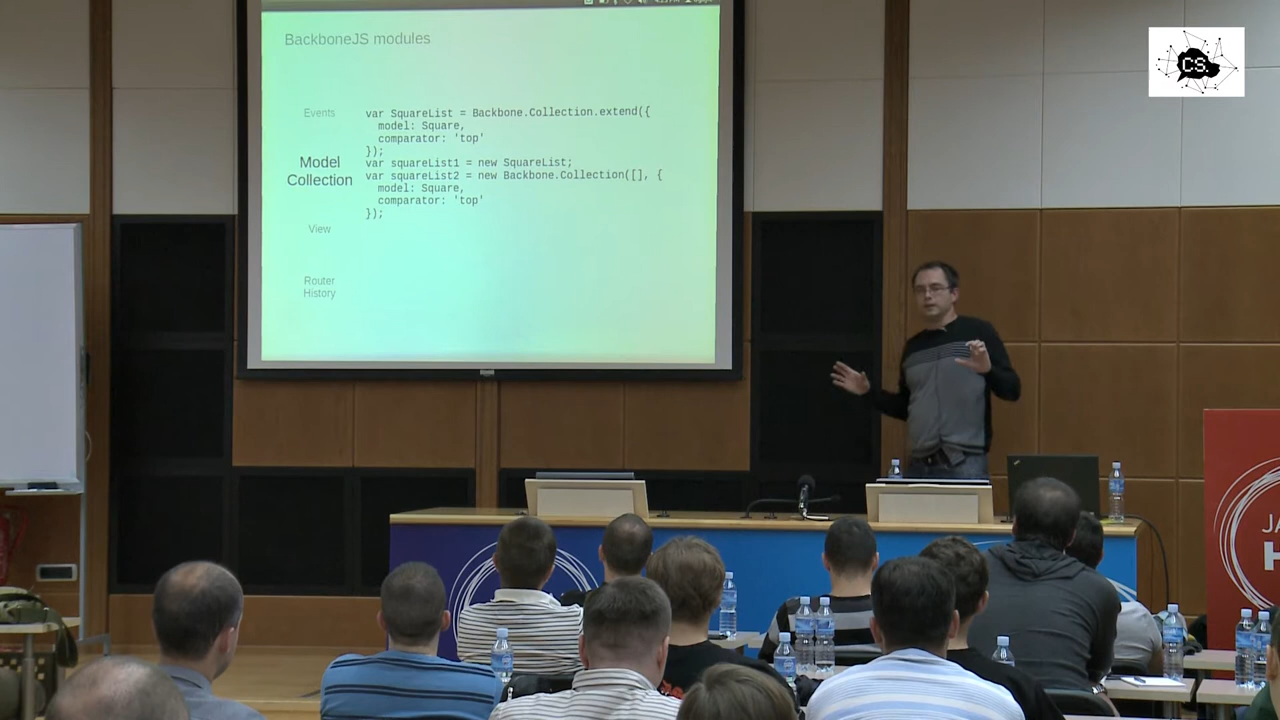 BackboneJS modules
Events
Model
Collection
View
Router
History
var SquareList = Backbone.Collection.extend({
model: Square,
comparator: 'top'
});
var squareList1 = new SquareList;
var squareList2 = new Backbone.Collection([], {
model: Square,
comparator: 'top'
});
CS.
JA
H